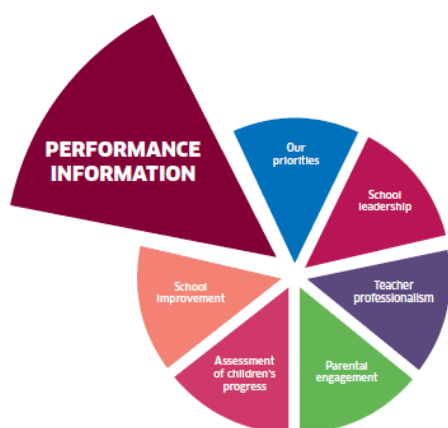 PERFORMANCE
INFORMATION
Our
priorities
School
leadership
Teacher
professionalism
Parental
engagement
Assessment
of children's
progress
School
improvement